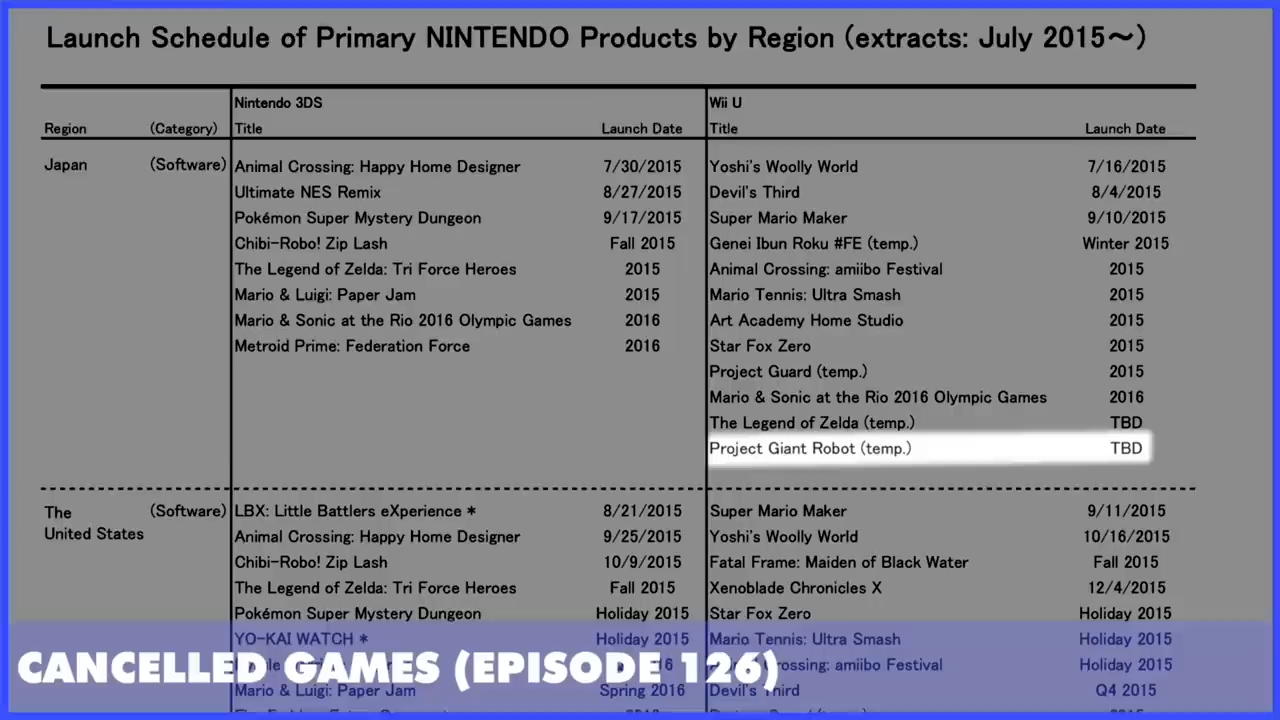 Launch Schedule of Primary NINTENDO Products by Region (extracts: July 2015～)
Nintendo 3DS Wii U
Region (Category) Title Launch Date Title Launch Date
Japan (Software) Animal Crossing: Happy Home Designer 7/30/2015 Yoshi's Woolly World 7/16/2015
Ultimate NES Remix 8/27/2015 Devil's Third 8/4/2015
Pokémon Super Mystery Dungeon 9/17/2015 Super Mario Maker 9/10/2015
Chibi-Robo! Zip Lash Fall 2015 Genei Ibun Roku #FE (temp.) Winter 2015
The Legend of Zelda: Tri Force Heroes 2015 Animal Crossing: amiibo Festival 2015
Mario & Luigi: Paper Jam 2015 Mario Tennis: Ultra Smash 2015
Mario & Sonic at the Rio 2016 Olympic Games 2016 Art Academy Home Studio 2015
Metroid Prime: Federation Force 2016 Star Fox Zero 2015
Project Guard (temp.) 2015
Mario & Sonic at the Rio 2016 Olympic Games 2016
The Legend of Zelda (temp.) TBD
Project Giant Robot (temp.) TBD
The (Software) LBX: Little Battlers eXperience * 8/21/2015 Super Mario Maker 9/11/2015
United States Animal Crossing: Happy Home Designer 9/25/2015 Yoshi's Woolly World 10/16/2015
Chibi-Robo! Zip Lash 10/9/2015 Fatal Frame: Maiden of Black Water Fall 2015
The Legend of Zelda: Tri Force Heroes Fall 2015 Xenoblade Chronicles X 12/4/2015
Pokémon Super Mystery Dungeon Holiday 2015 Star Fox Zero Holiday 2015
YO-KAI WATCH * Holiday 2015 Mario Tennis: Ultra Smash Holiday 2015
Crossing: amiibo Festival Holiday 2015
CANCELLED GAMES (EPISODE 126)
Mario & Luigi: Paper Jam Spring 2016 Devil's Third Q4 2015